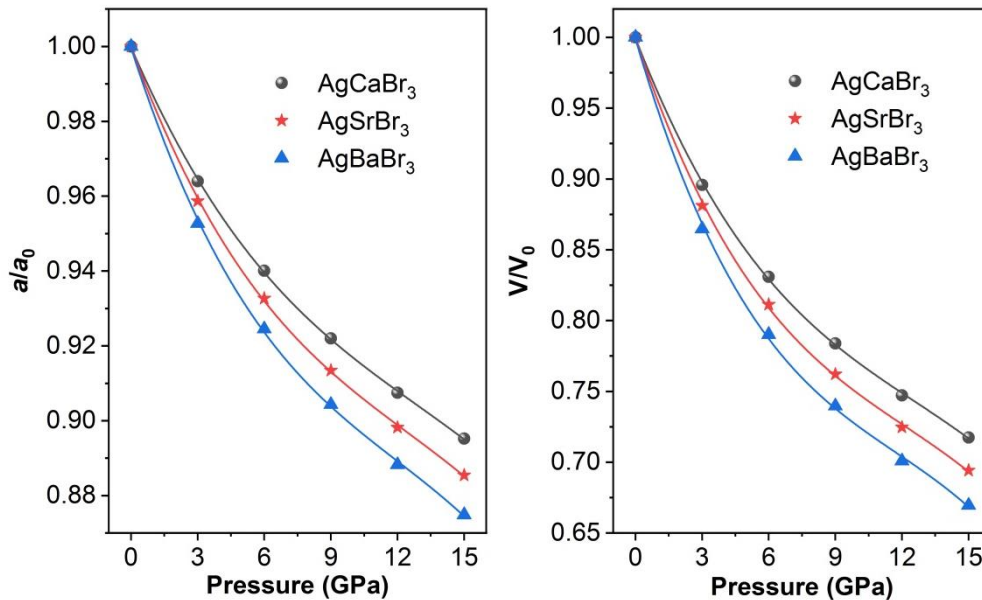 1.00
0.98
0.96
0.94
0.92
0.90
0.88
a/a₀
AgCaBr₃
AgSrBr₃
AgBaBr₃
0 3 6 9 12 15
Pressure (GPa)
1.00
0.95
0.90
0.85
0.80
0.75
0.70
0.65
V/V₀
AgCaBr₃
AgSrBr₃
AgBaBr₃
0 3 6 9 12 15
Pressure (GPa)